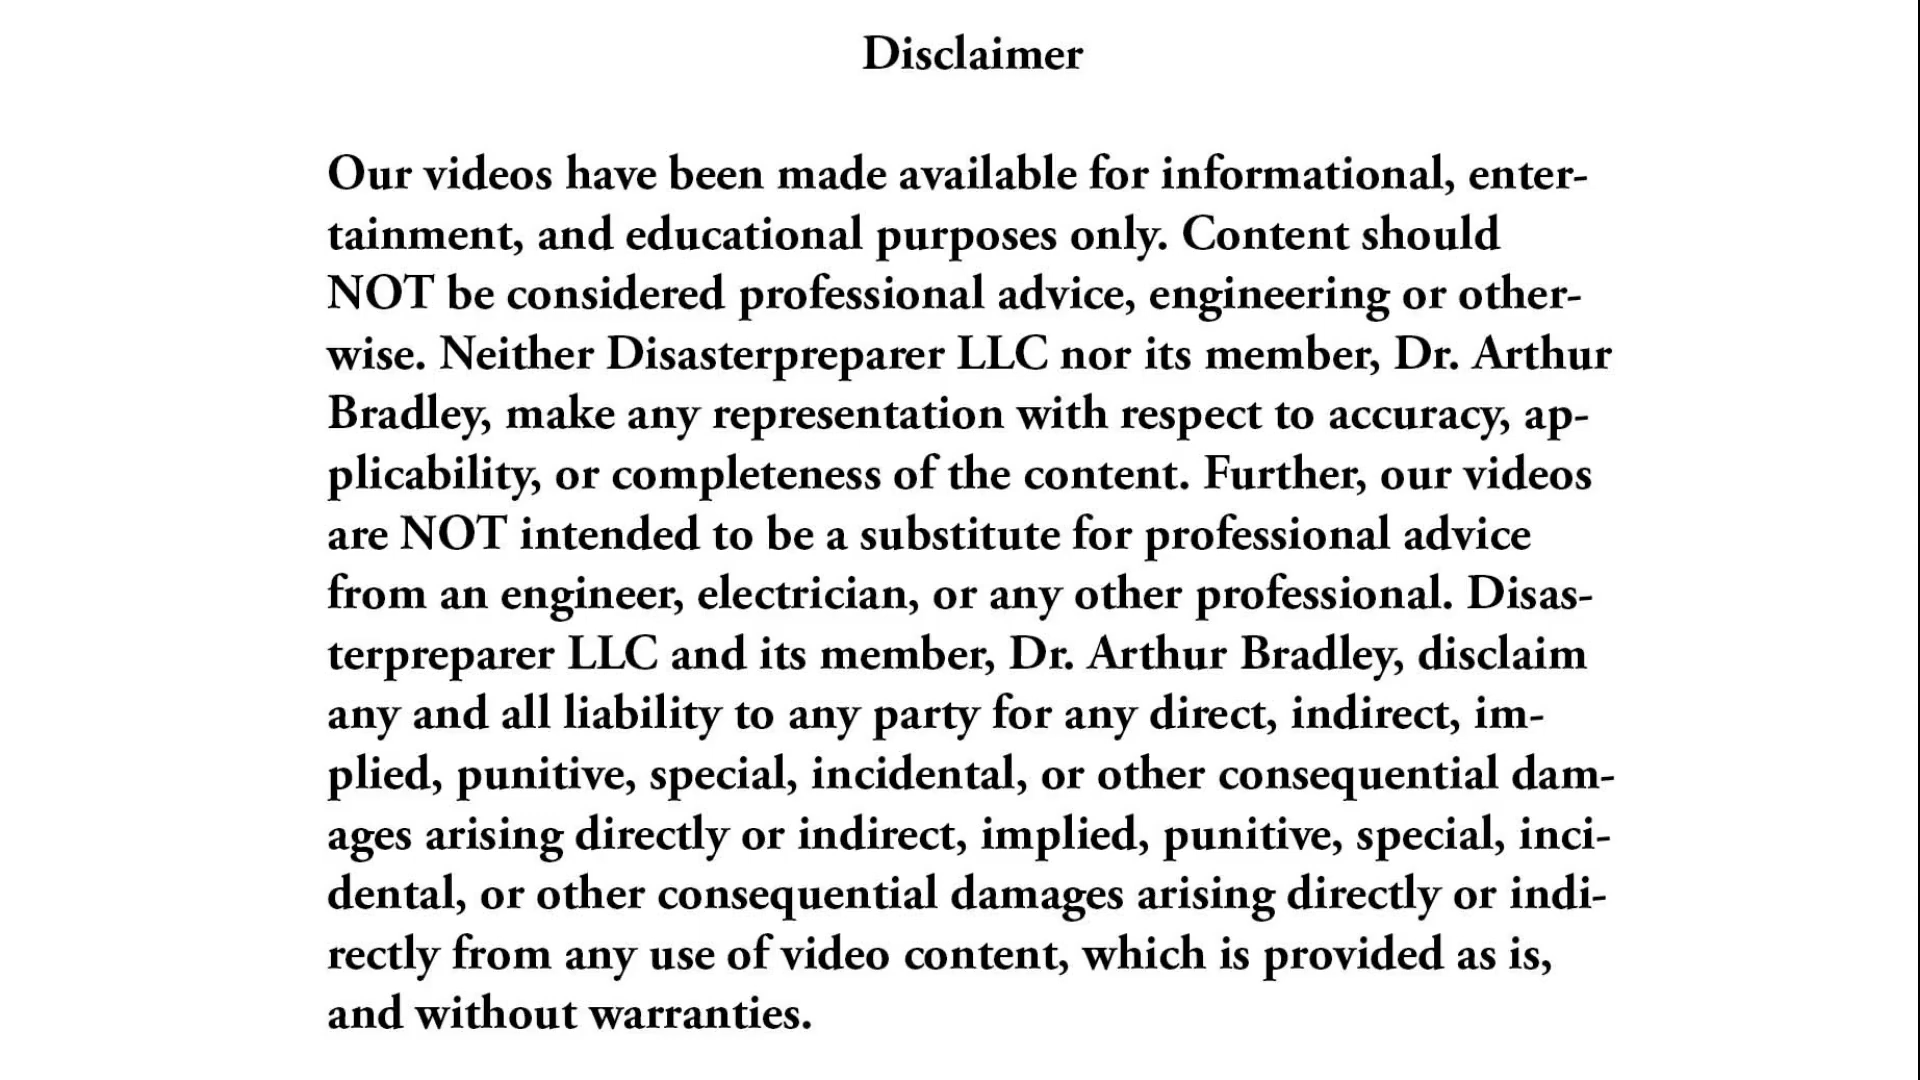 Disclaimer
Our videos have been made available for informational, enter-
tainment, and educational purposes only. Content should
NOT be considered professional advice, engineering or other-
wise. Neither Disasterpreparer LLC nor its member, Dr. Arthur
Bradley, make any representation with respect to accuracy, ap-
plicability, or completeness of the content. Further, our videos
are NOT intended to be a substitute for professional advice
from an engineer, electrician, or any other professional. Disas-
terpreparer LLC and its member, Dr. Arthur Bradley, disclaim
any and all liability to any party for any direct, indirect, im-
plied, punitive, special, incidental, or other consequential dam-
ages arising directly or indirect, implied, punitive, special, inci-
dental, or other consequential damages arising directly or indi-
rectly from any use of video content, which is provided as is,
and without warranties.